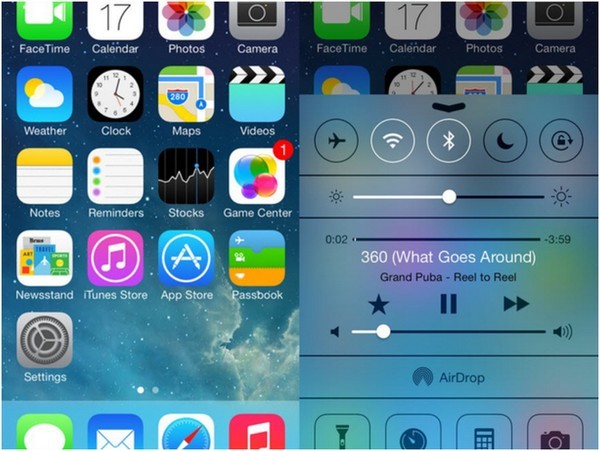 17
FaceTime Calendar Photos Camera
280
Weather Clock Maps Videos
1
Notes Reminders Stocks Game Center
Newsstand iTunes Store App Store Passbook
Settings
17
FaceTime Calendar Photos Camera
0:02 -3:59
360 (What Goes Around)
Grand Puba - Reel to Reel
AirDrop